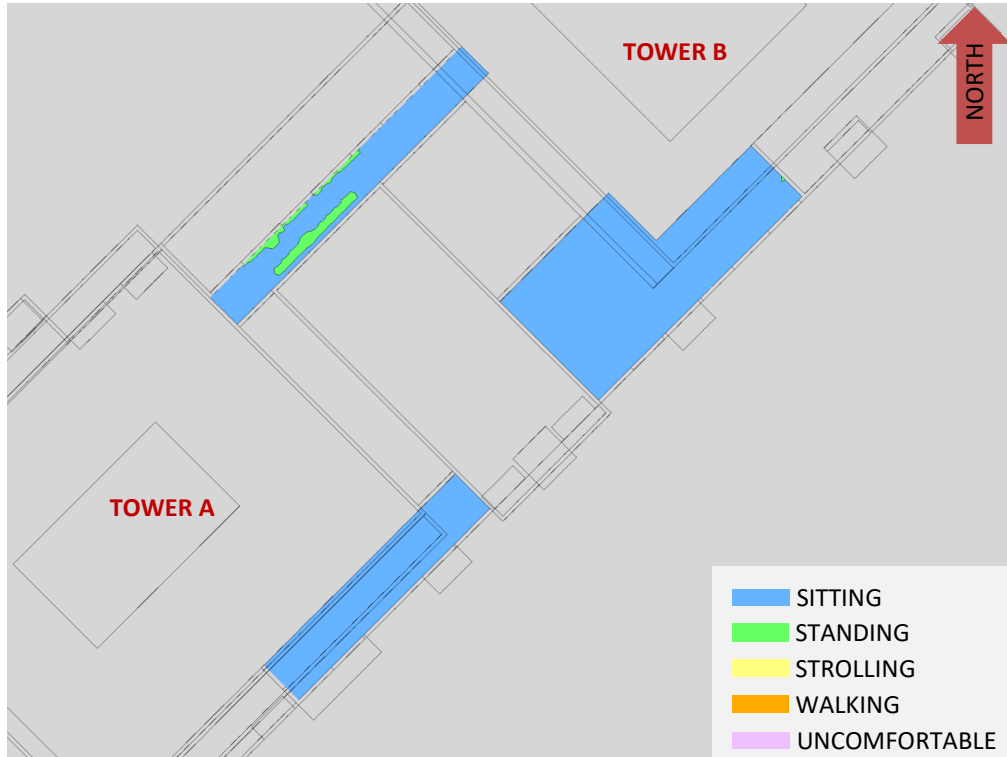 TOWER B
NORTH
TOWER A
SITTING
STANDING
STROLLING
WALKING
UNCOMFORTABLE